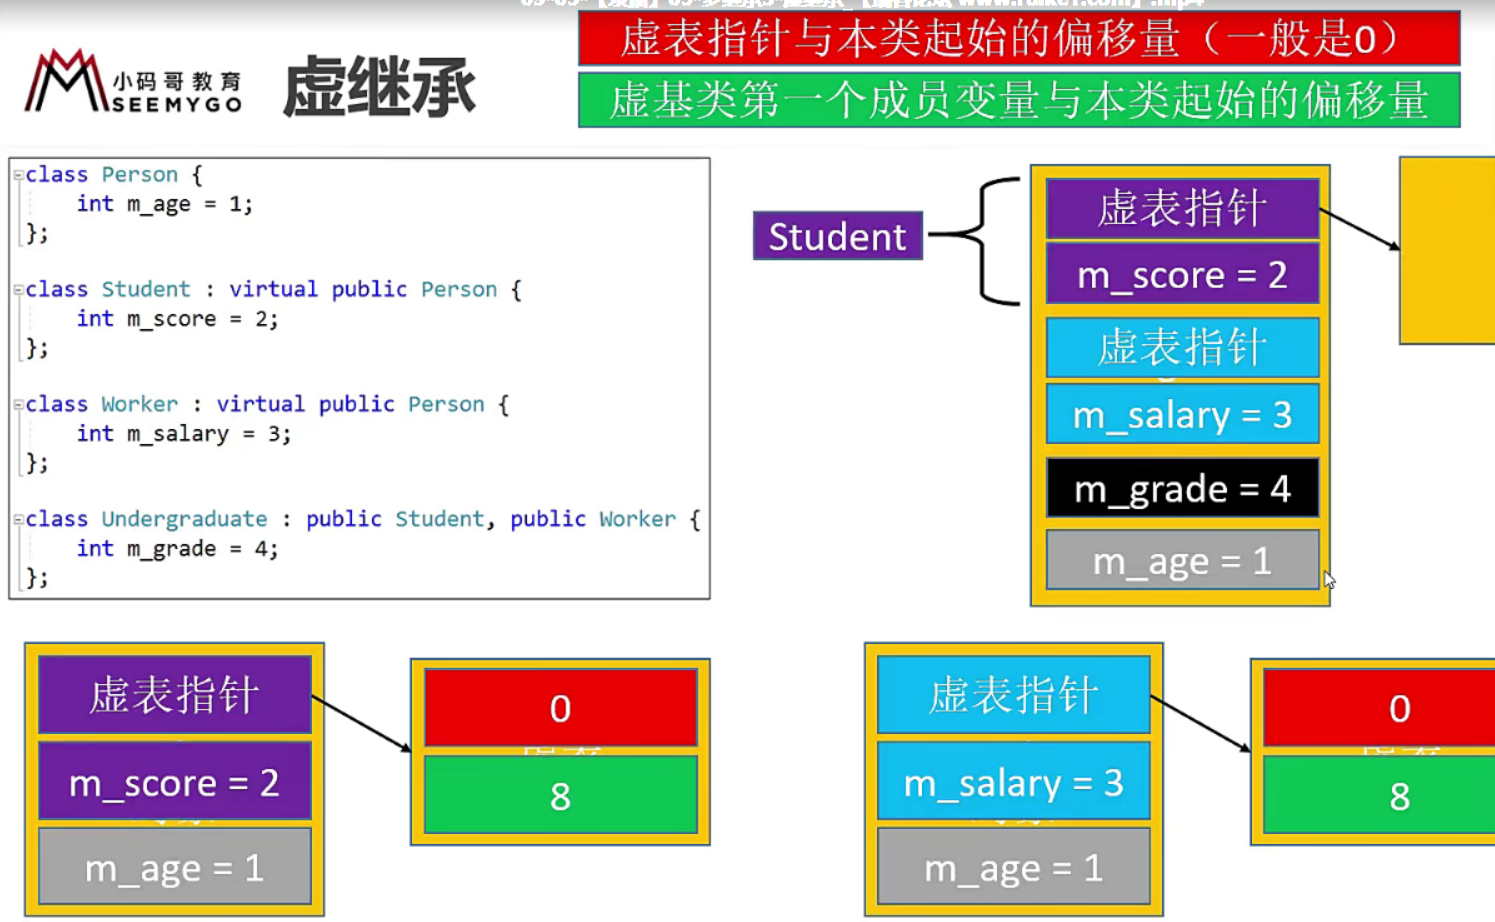 小码哥教育
SEEMYGO
虚继承
虚表指针与本类起始的偏移量（一般是0）
虚基类第一个成员变量与本类起始的偏移量
class Person {
int m_age = 1;
};
class Student : virtual public Person {
int m_score = 2;
};
class Worker : virtual public Person {
int m_salary = 3;
};
class Undergraduate : public Student, public Worker {
int m_grade = 4;
};
Student
虚表指针
m_score = 2
虚表指针
m_salary = 3
m_grade = 4
m_age = 1
虚表指针
m_score = 2
m_age = 1
0
8
虚表指针
m_salary = 3
m_age = 1
0
8